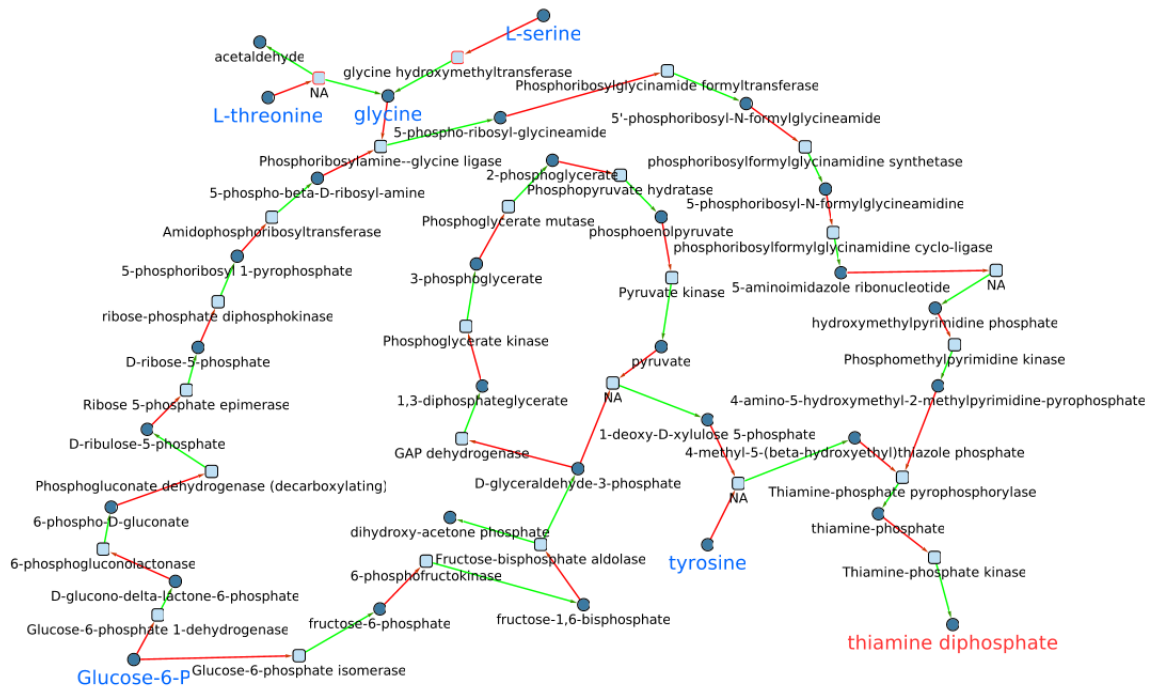 L-serine
acetaldehyde
glycine hydroxymethyltransferase
NA
Phosphoribosylglycinamide formyltransferase
L-threonine
glycine
5'-phosphoribosyl-N-formylglycineamide
5-phospho-ribosyl-glycineamide
Phosphoribosylamine--glycine ligase
phosphoribosylformylglycinamidine synthetase
2-phosphoglycerate
Phosphopyruvate hydratase
5-phospho-beta-D-ribosyl-amine
5-phosphoribosyl-N-formylglycineamidine
Phosphoglycerate mutase
Amidophosphoribosyltransferase
phosphoenolpyruvate
phosphoribosylformylglycinamidine cyclo-ligase
5-phosphoribosyl 1-pyrophosphate
3-phosphoglycerate
Pyruvate kinase
5-aminoimidazole ribonucleotide
NA
ribose-phosphate diphosphokinase
hydroxymethylpyrimidine phosphate
Phosphoglycerate kinase
D-ribose-5-phosphate
pyruvate
Phosphomethylpyrimidine kinase
Ribose 5-phosphate epimerase
1,3-diphosphateglycerate
NA
4-amino-5-hydroxymethyl-2-methylpyrimidine-pyrophosphate
D-ribulose-5-phosphate
1-deoxy-D-xylulose 5-phosphate
GAP dehydrogenase
4-methyl-5-(beta-hydroxyethyl)thiazole phosphate
Phosphogluconate dehydrogenase (decarboxylating)
D-glyceraldehyde-3-phosphate
NA
Thiamine-phosphate pyrophosphorylase
6-phospho-D-gluconate
dihydroxy-acetone phosphate
thiamine-phosphate
6-phosphogluconolactonase
Fructose-bisphosphate aldolase
tyrosine
6-phosphofructokinase
Thiamine-phosphate kinase
D-glucono-delta-lactone-6-phosphate
Glucose-6-phosphate 1-dehydrogenase
fructose-6-phosphate
fructose-1,6-bisphosphate
thiamine diphosphate
Glucose-6-P
Glucose-6-phosphate isomerase